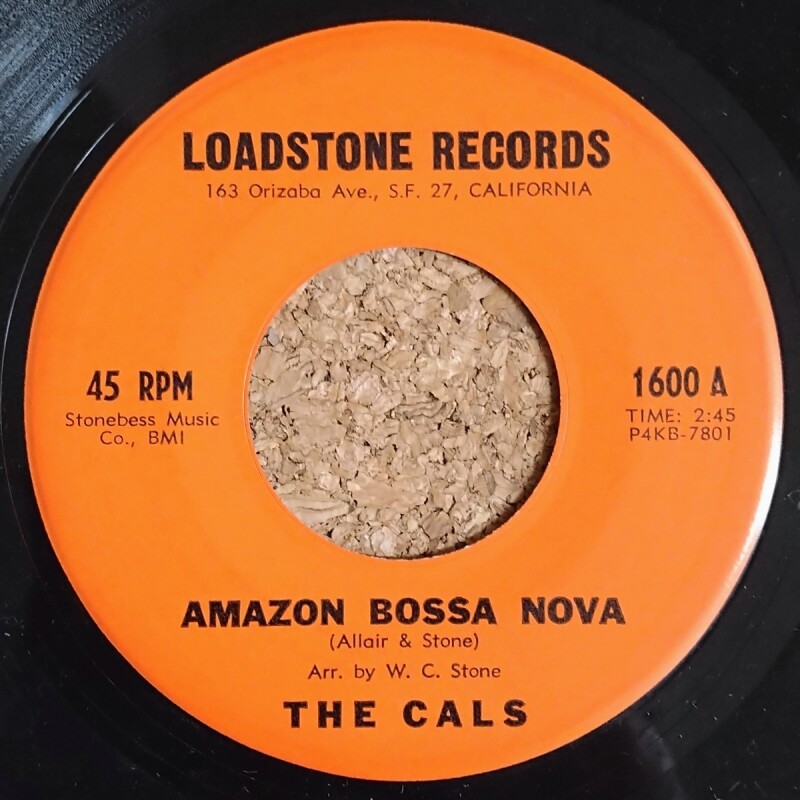 LOADSTONE RECORDS
163 Orizaba Ave., S.F. 27, CALIFORNIA
45 RPM
Stonebess Music
Co., BMI
1600 A
TIME: 2:45
P4KB-7801
AMAZON BOSSA NOVA
(Allair & Stone)
Arr. by W. C. Stone
THE CALS